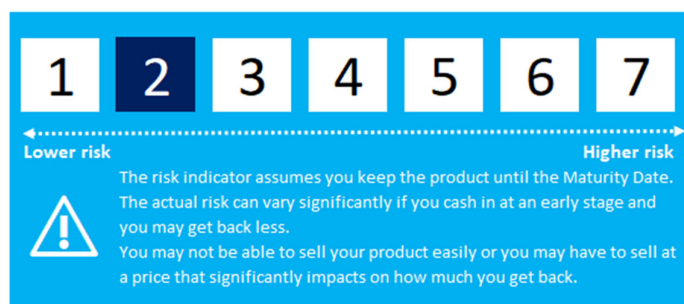 1 2 3 4 5 6 7
Lower risk Higher risk
The risk indicator assumes you keep the product until the Maturity Date.
The actual risk can vary significantly if you cash in at an early stage and
you may get back less.
You may not be able to sell your product easily or you may have to sell at
a price that significantly impacts on how much you get back.